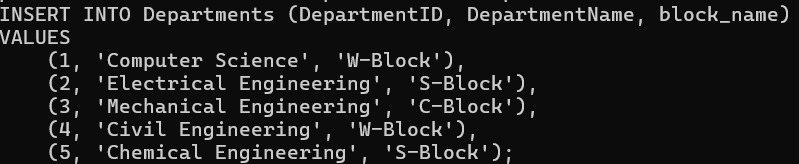 INSERT INTO Departments (DepartmentID, DepartmentName, block_name)
VALUES
    (1, 'Computer Science', 'W-Block'),
    (2, 'Electrical Engineering', 'S-Block'),
    (3, 'Mechanical Engineering', 'C-Block'),
    (4, 'Civil Engineering', 'W-Block'),
    (5, 'Chemical Engineering', 'S-Block');